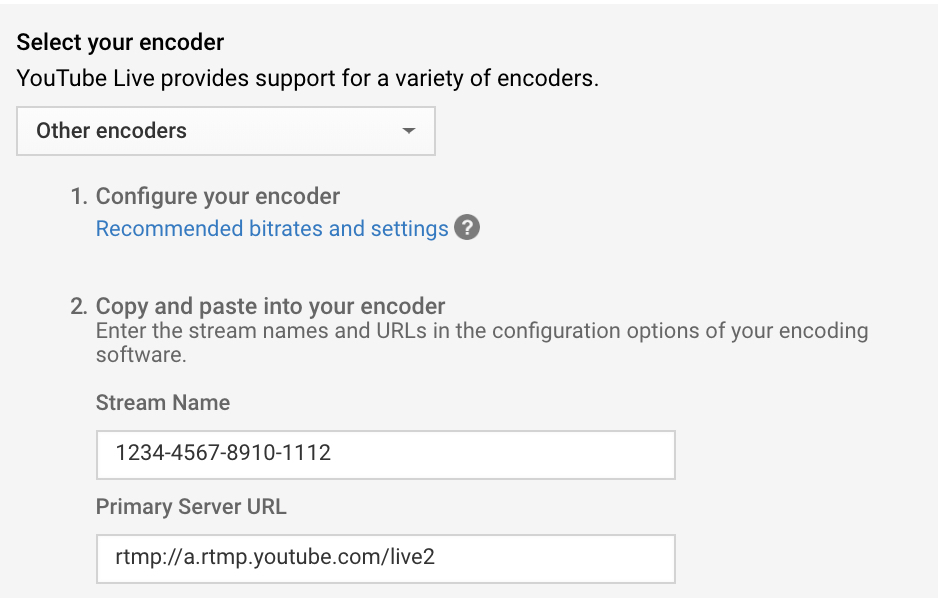 Select your encoder
YouTube Live provides support for a variety of encoders.
Other encoders
1. Configure your encoder
Recommended bitrates and settings ?
2. Copy and paste into your encoder
Enter the stream names and URLs in the configuration options of your encoding
software.
Stream Name
1234-4567-8910-1112
Primary Server URL
rtmp://a.rtmp.youtube.com/live2